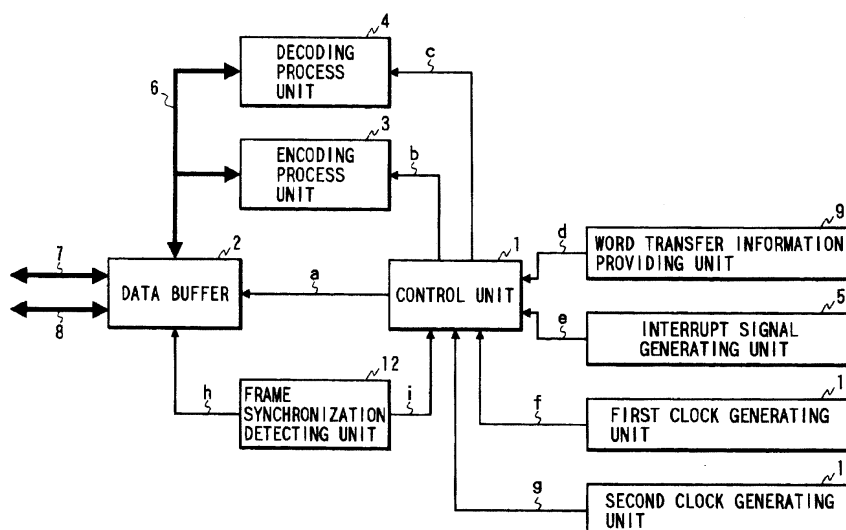 4
DECODING
PROCESS
UNIT
c
6
3
ENCODING
PROCESS
UNIT
b
9
d
WORD TRANSFER INFORMATION
PROVIDING UNIT
7
2
DATA BUFFER
a
1
CONTROL UNIT
8
5
e
INTERRUPT SIGNAL
GENERATING UNIT
12
h
FRAME
SYNCHRONIZATION
DETECTING UNIT
i
1
f
FIRST CLOCK GENERATING
UNIT
1
g
SECOND CLOCK GENERATING
UNIT